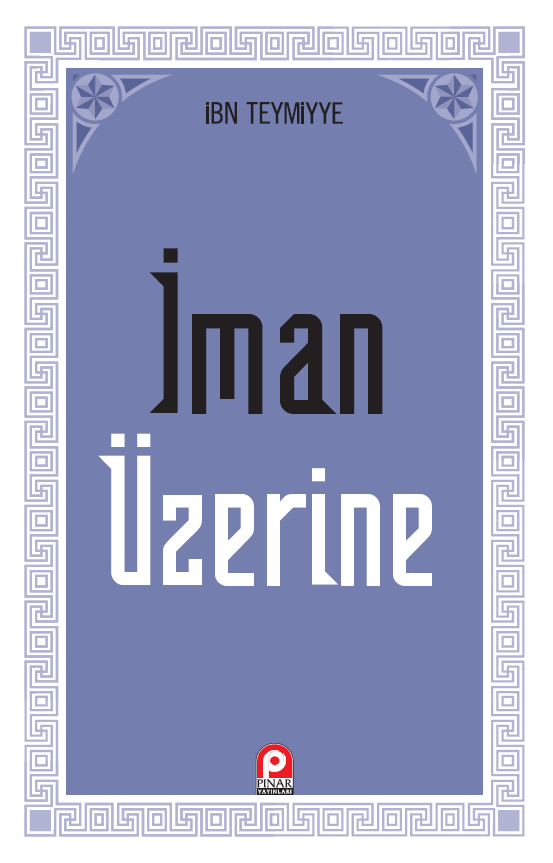 İBN TEYMİYYE
İman
Üzerine
PINAR
YAYINLARI